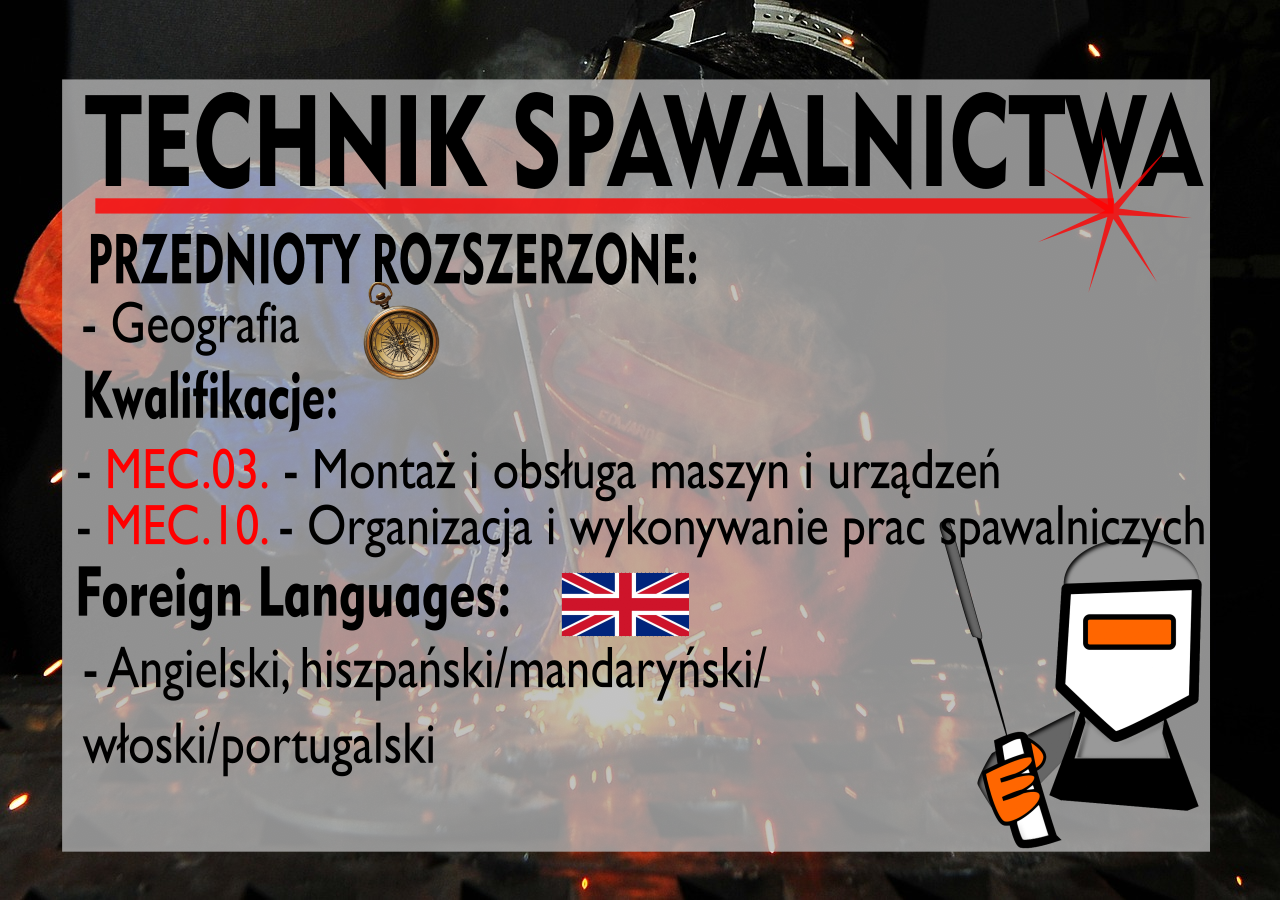 TECHNIK SPAWALNICTWA
PRZEDNIOTY ROZSZERZONE:
- Geografia
Kwalifikacje:
- MEC.03. - Montaż i obsługa maszyn i urządzeń
- MEC.10. - Organizacja i wykonywanie prac spawalniczych
Foreign Languages:
- Angielski, hiszpański/mandaryński/
włoski/portugalski